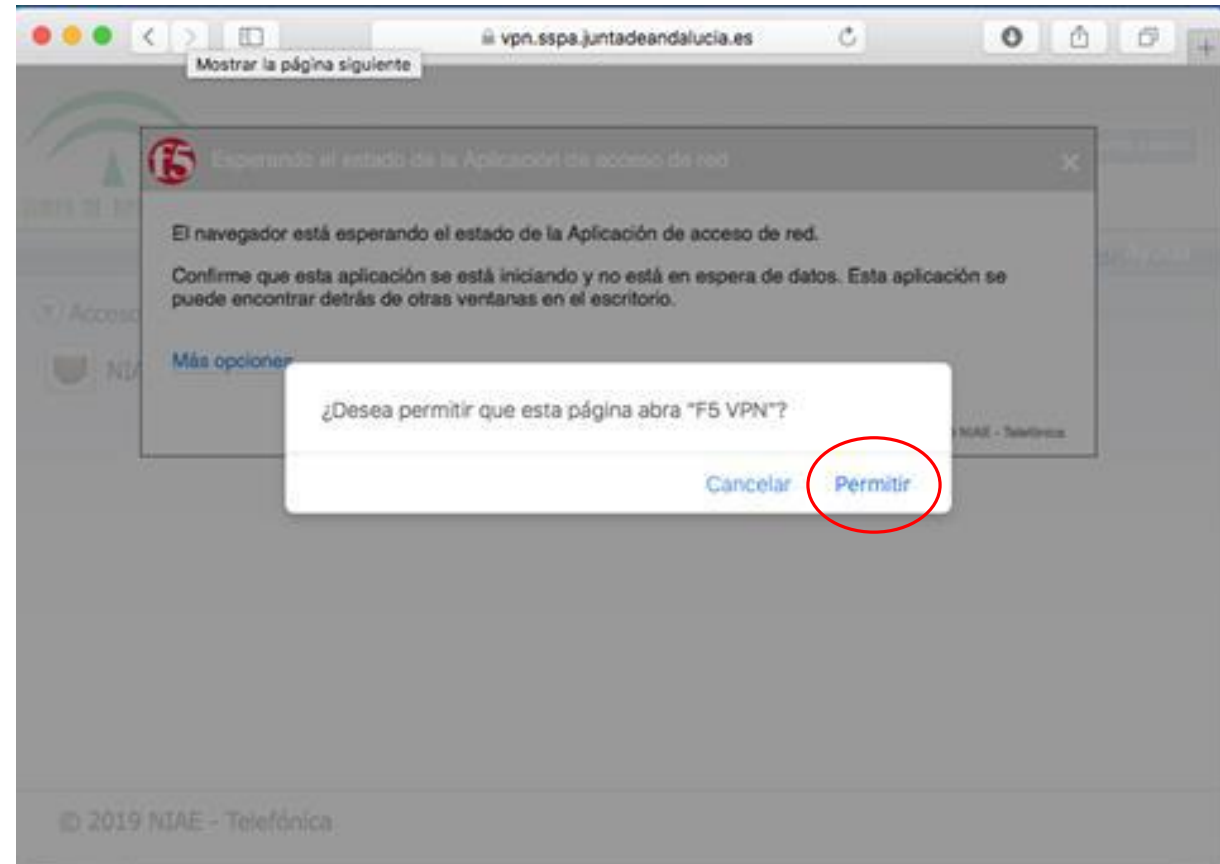 vpn.sspa.juntadeandalucia.es
Mostrar la página siguiente
f5 Esperando el estado de la Aplicación de acceso de red
El navegador está esperando el estado de la Aplicación de acceso de red.
Confirme que esta aplicación se está iniciando y no está en espera de datos. Esta aplicación se
puede encontrar detrás de otras ventanas en el escritorio.
Acceso
Más opciones
¿Desea permitir que esta página abra "F5 VPN"?
NIAE - Telefónica
Cancelar Permitir
© 2019 NIAE - Telefónica